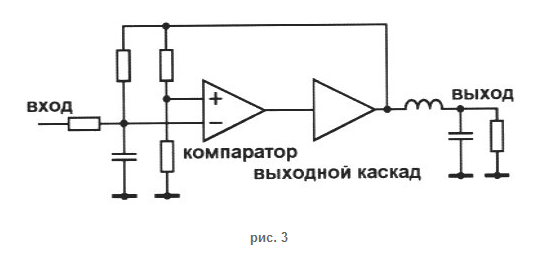 вход
+
−
компаратор
выходной каскад
выход
рис. 3